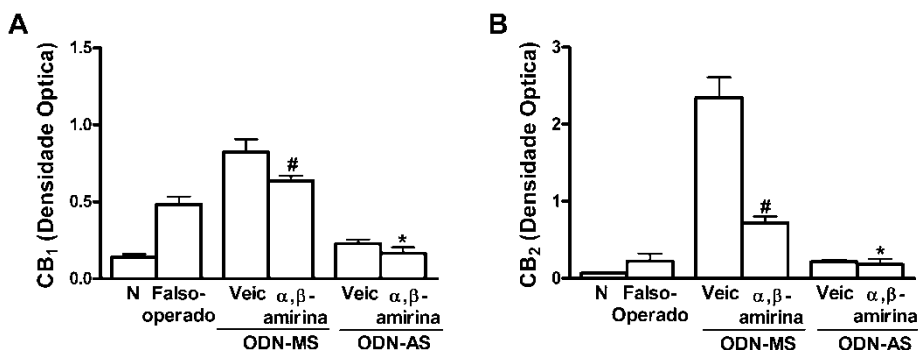 A
CB₁ (Densidade Optica)
1.5
1.0
0.5
0.0
#
*
N Falso-
operado
Veic α,β-
amirina
ODN-MS
Veic α,β-
amirina
ODN-AS
B
CB₂ (Densidade Optica)
3
2
1
0
#
*
N Falso-
Operado
Veic α,β-
amirina
ODN-MS
Veic α,β-
amirina
ODN-AS